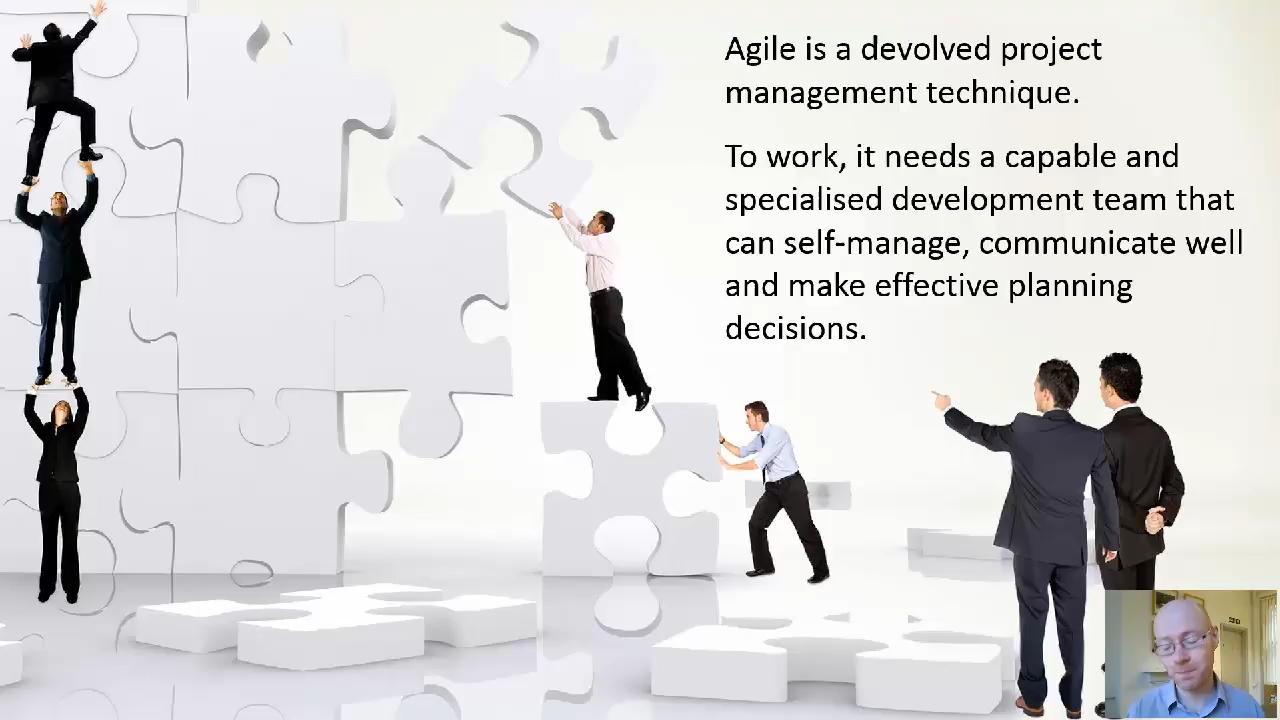 Agile is a devolved project
management technique.
To work, it needs a capable and
specialised development team that
can self-manage, communicate well
and make effective planning
decisions.